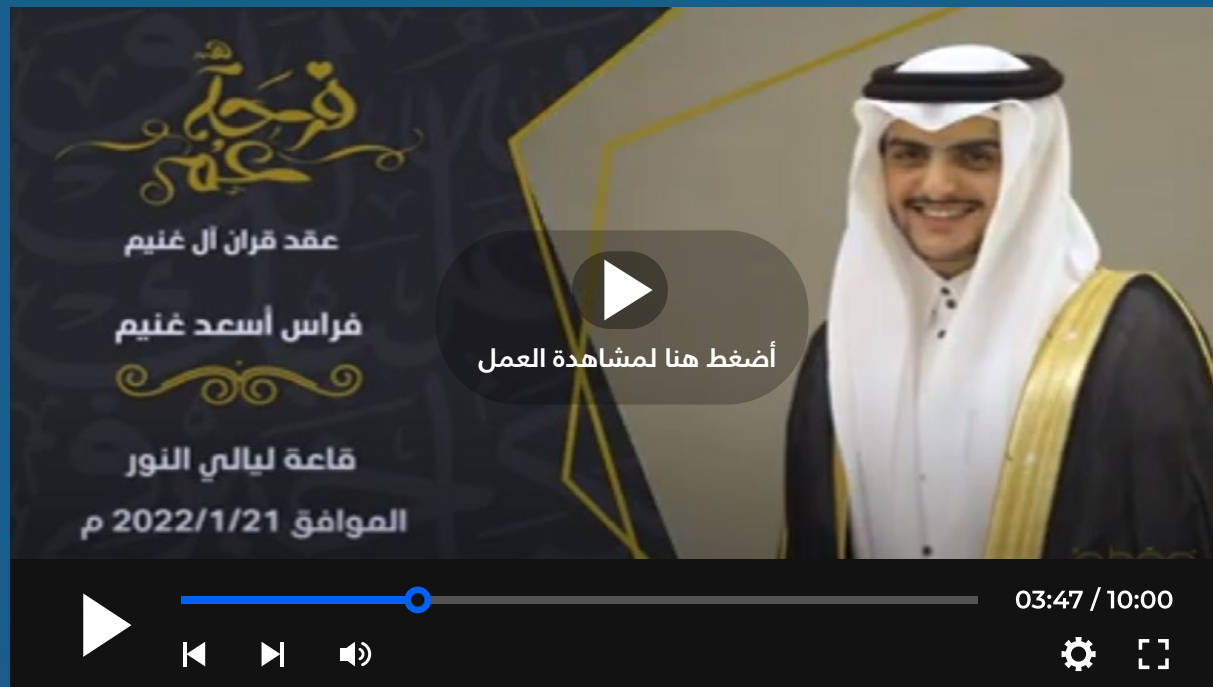 فرحة
عمر
عقد قران آل غنيم
فراس أسعد غنيم
قاعة ليالي النور
الموافق 2022/1/21 م
أضغط هنا لمشاهدة العمل
03:47 / 10:00